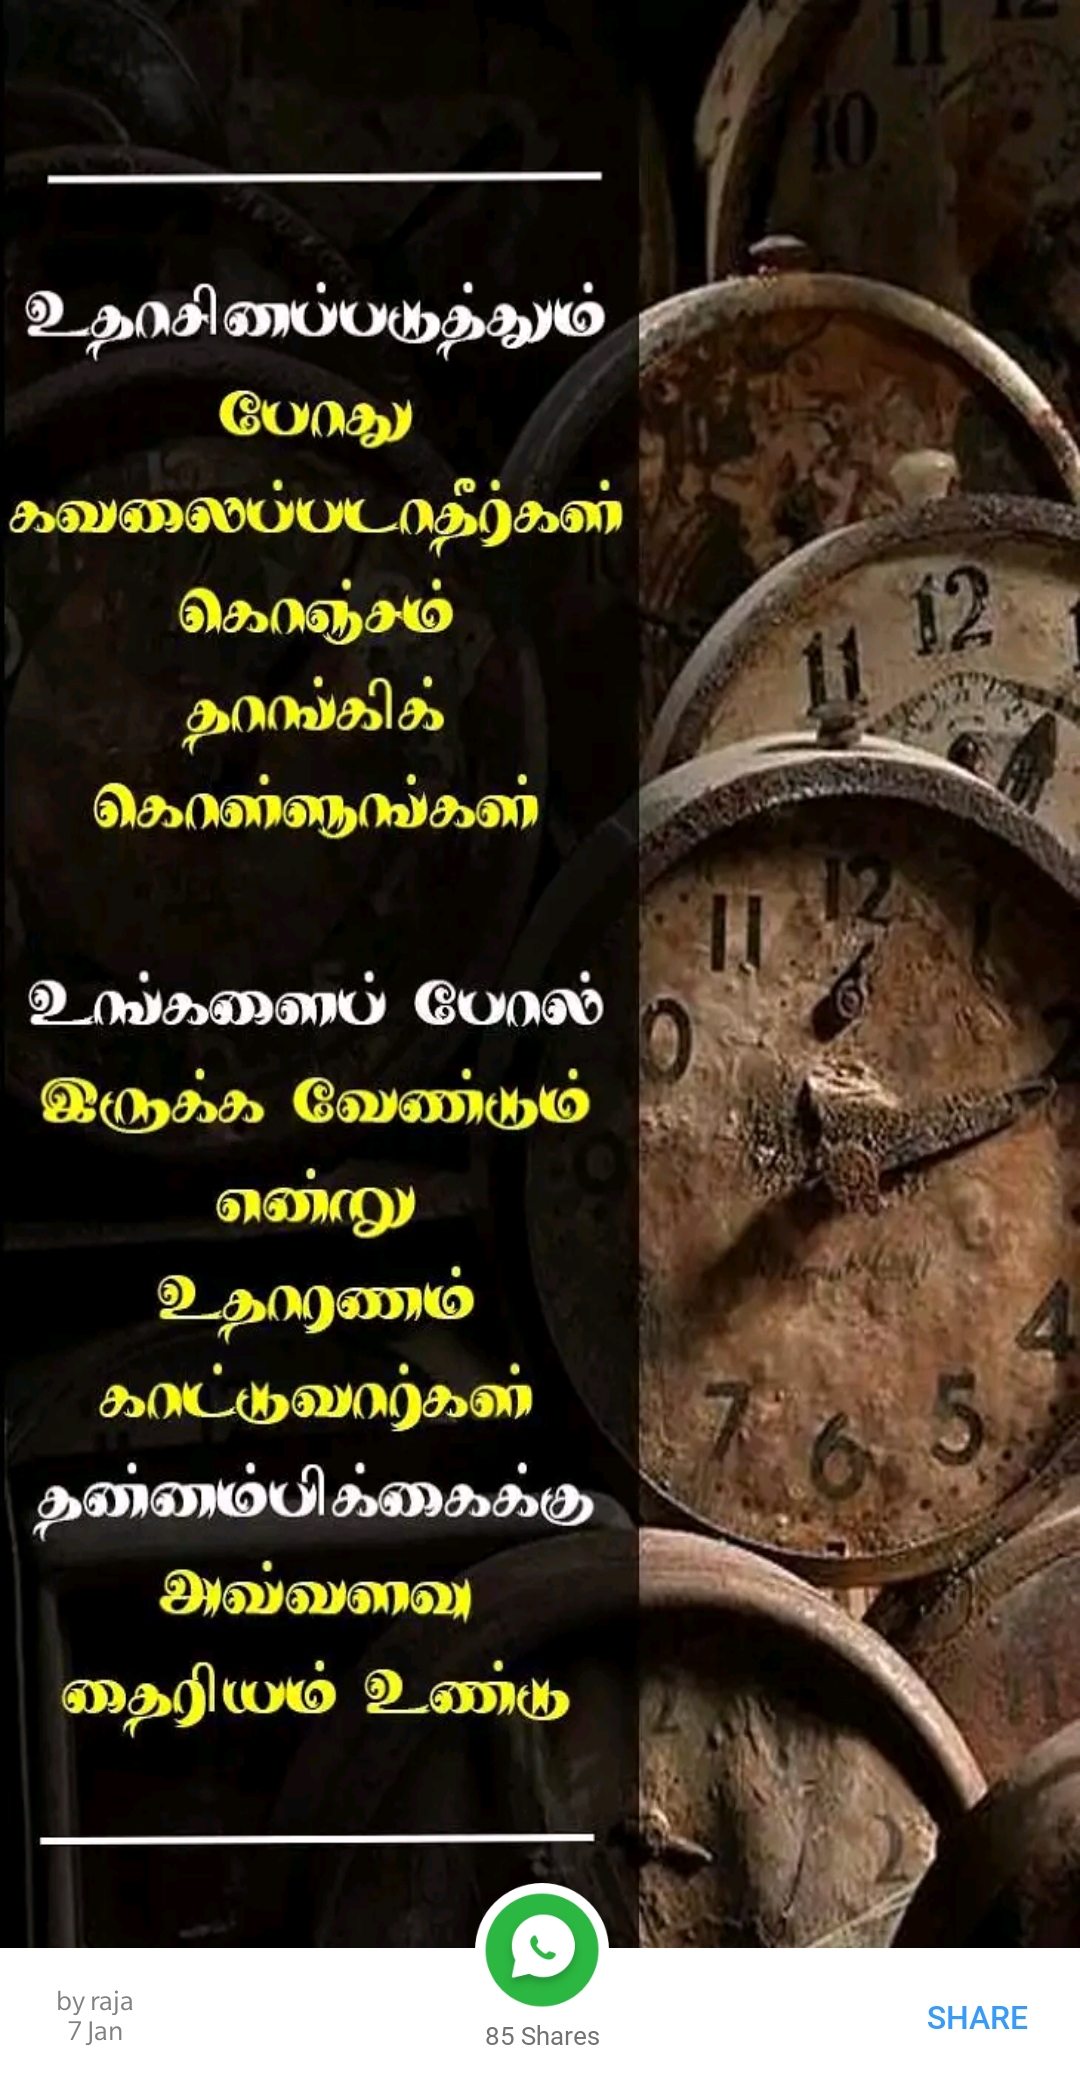 உதாசினப்படுத்தும்
போது
கவலைப்படாதீர்கள்
கொஞ்சம்
தாங்கிக்
கொள்ளுங்கள்
உங்களைப் போல்
இருக்க வேண்டும்
என்று
உதாரணம்
காட்டுவார்கள்
தன்னம்பிக்கைக்கு
அவ்வளவு
தைரியம் உண்டு
by raja
7 Jan
85 Shares
SHARE